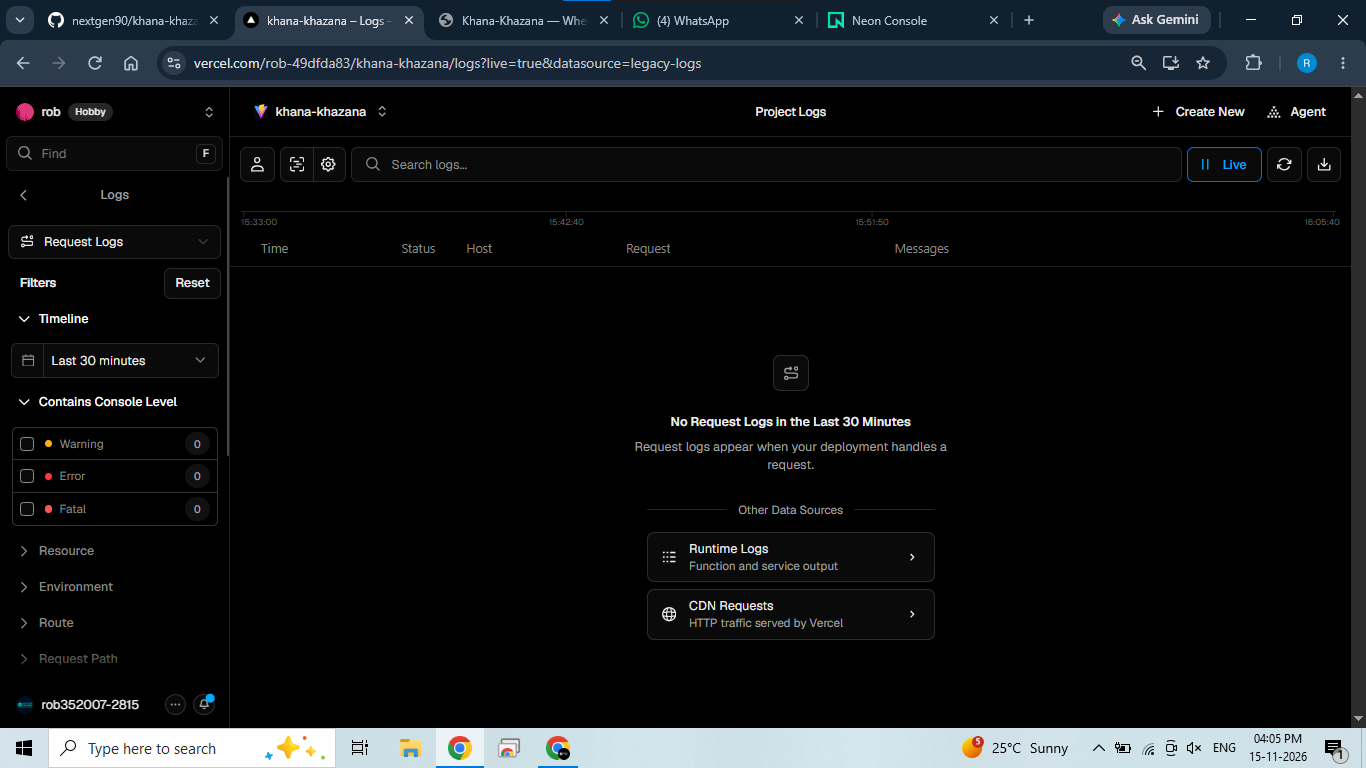 nextgen90/khana-khaza
khana-khazana – Logs –
Khana-Khazana — Whe
(4) WhatsApp
Neon Console
Ask Gemini
vercel.com/rob-49dfda83/khana-khazana/logs?live=true&datasource=legacy-logs
R
rob
Hobby
khana-khazana
Project Logs
Create New
Agent
Find
F
Search logs...
Live
Logs
15:33:00
15:42:40
15:51:50
16:05:40
Request Logs
Time
Status
Host
Request
Messages
Filters
Reset
Timeline
Last 30 minutes
Contains Console Level
Warning
0
Error
0
Fatal
0
Resource
Environment
Route
Request Path
No Request Logs in the Last 30 Minutes
Request logs appear when your deployment handles a
request.
Other Data Sources
Runtime Logs
Function and service output
CDN Requests
HTTP traffic served by Vercel
rob352007-2815
Type here to search
5
25°C Sunny
ENG
04:05 PM
15-11-2026
1